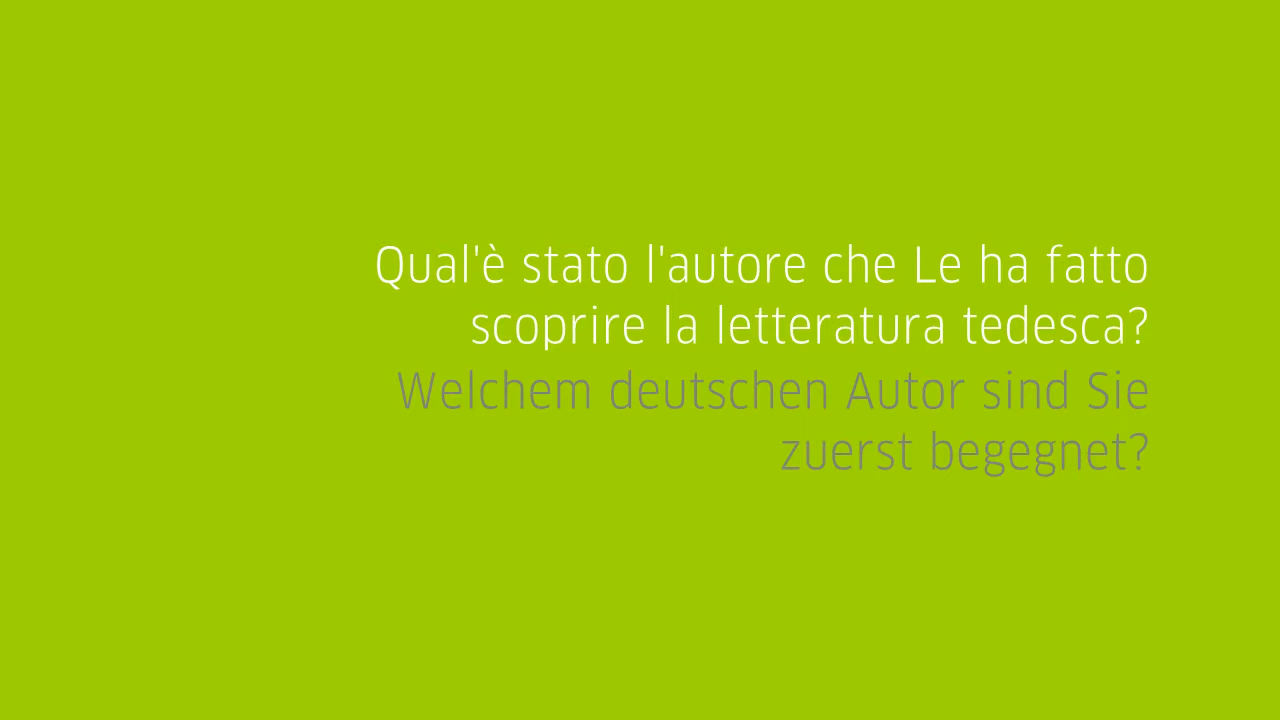 Qual'è stato l'autore che Le ha fatto
scoprire la letteratura tedesca?
Welchem deutschen Autor sind Sie
zuerst begegnet?